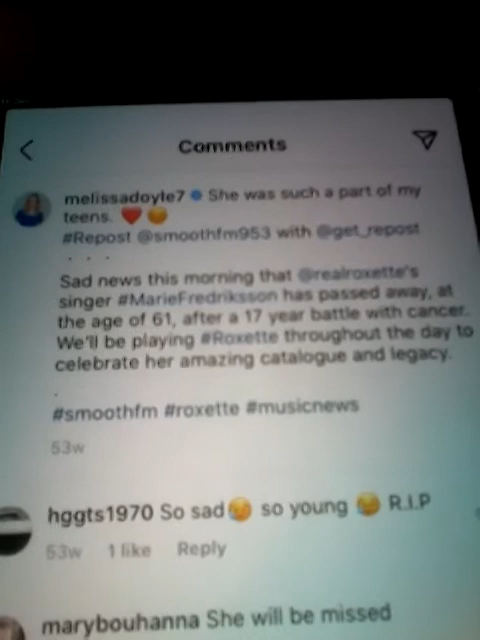 Comments
melissadoyle7 She was such a part of my
teens. ❤️
#Repost @smoothfm953 with @get_repost
. . .
Sad news this morning that @realroxette's
singer #MarieFredriksson has passed away, at
the age of 61, after a 17 year battle with cancer.
We'll be playing #Roxette throughout the day to
celebrate her amazing catalogue and legacy.
.
#smoothfm #roxette #musicnews
53w
hggts1970 So sad so young R.I.P
53w 1 like Reply
marybouhanna She will be missed